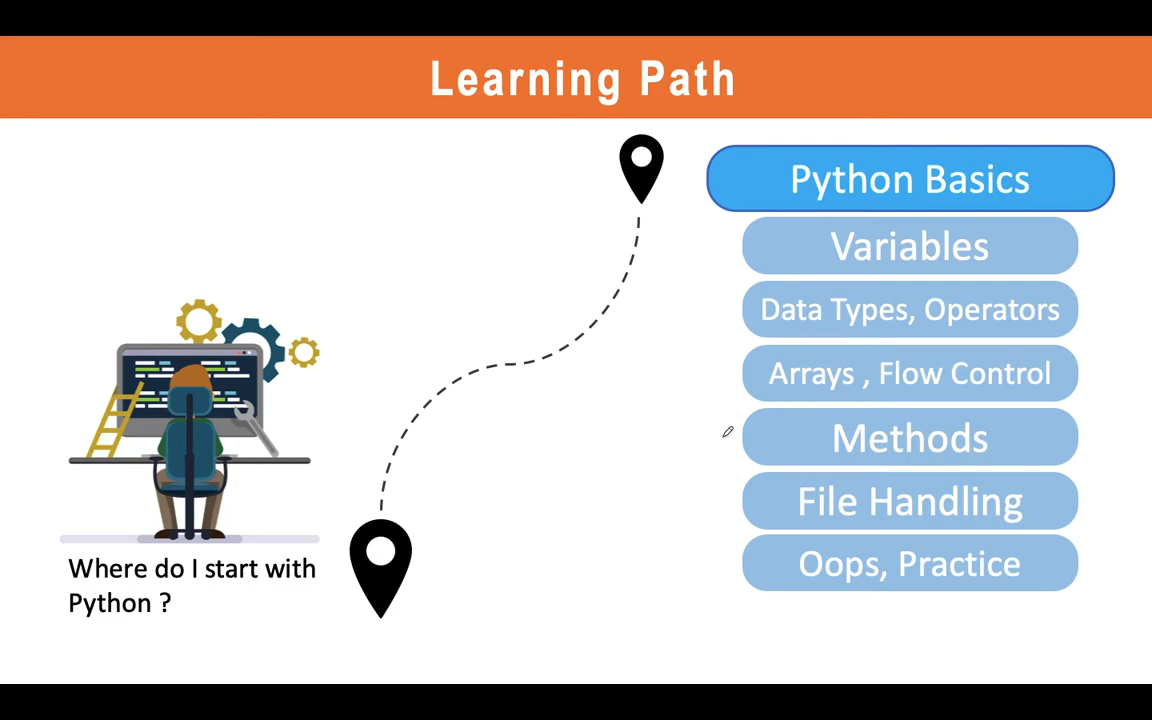 Learning Path
Python Basics
Variables
Data Types, Operators
Arrays , Flow Control
Methods
File Handling
Oops, Practice
Where do I start with
Python ?